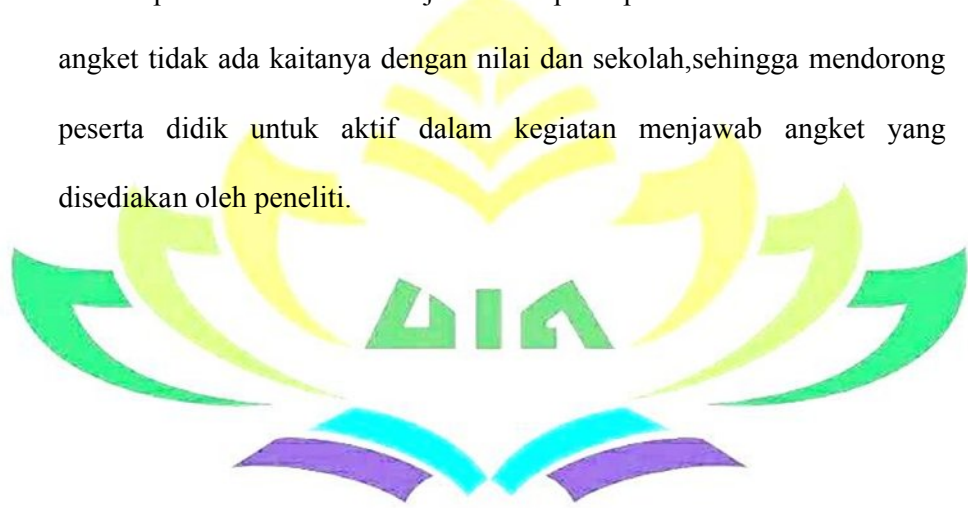 angket tidak ada kaitanya dengan nilai dan sekolah,sehingga mendorong
peserta didik untuk aktif dalam kegiatan menjawab angket yang
disediakan oleh peneliti.
UIN